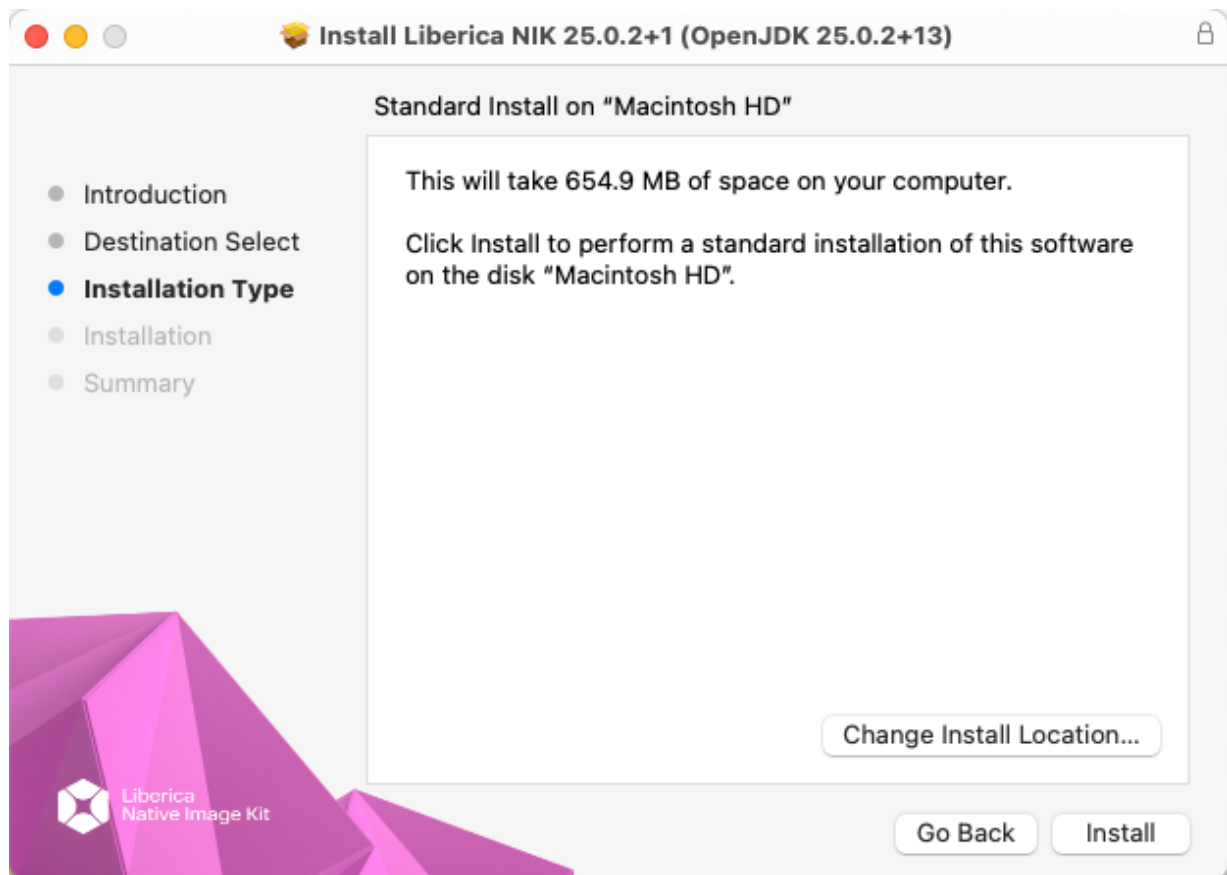 Install Liberica NIK 25.0.2+1 (OpenJDK 25.0.2+13)
Standard Install on “Macintosh HD”
Introduction
Destination Select
Installation Type
Installation
Summary
This will take 654.9 MB of space on your computer.
Click Install to perform a standard installation of this software
on the disk “Macintosh HD”.
Change Install Location...
Liberica
Native Image Kit
Go Back
Install